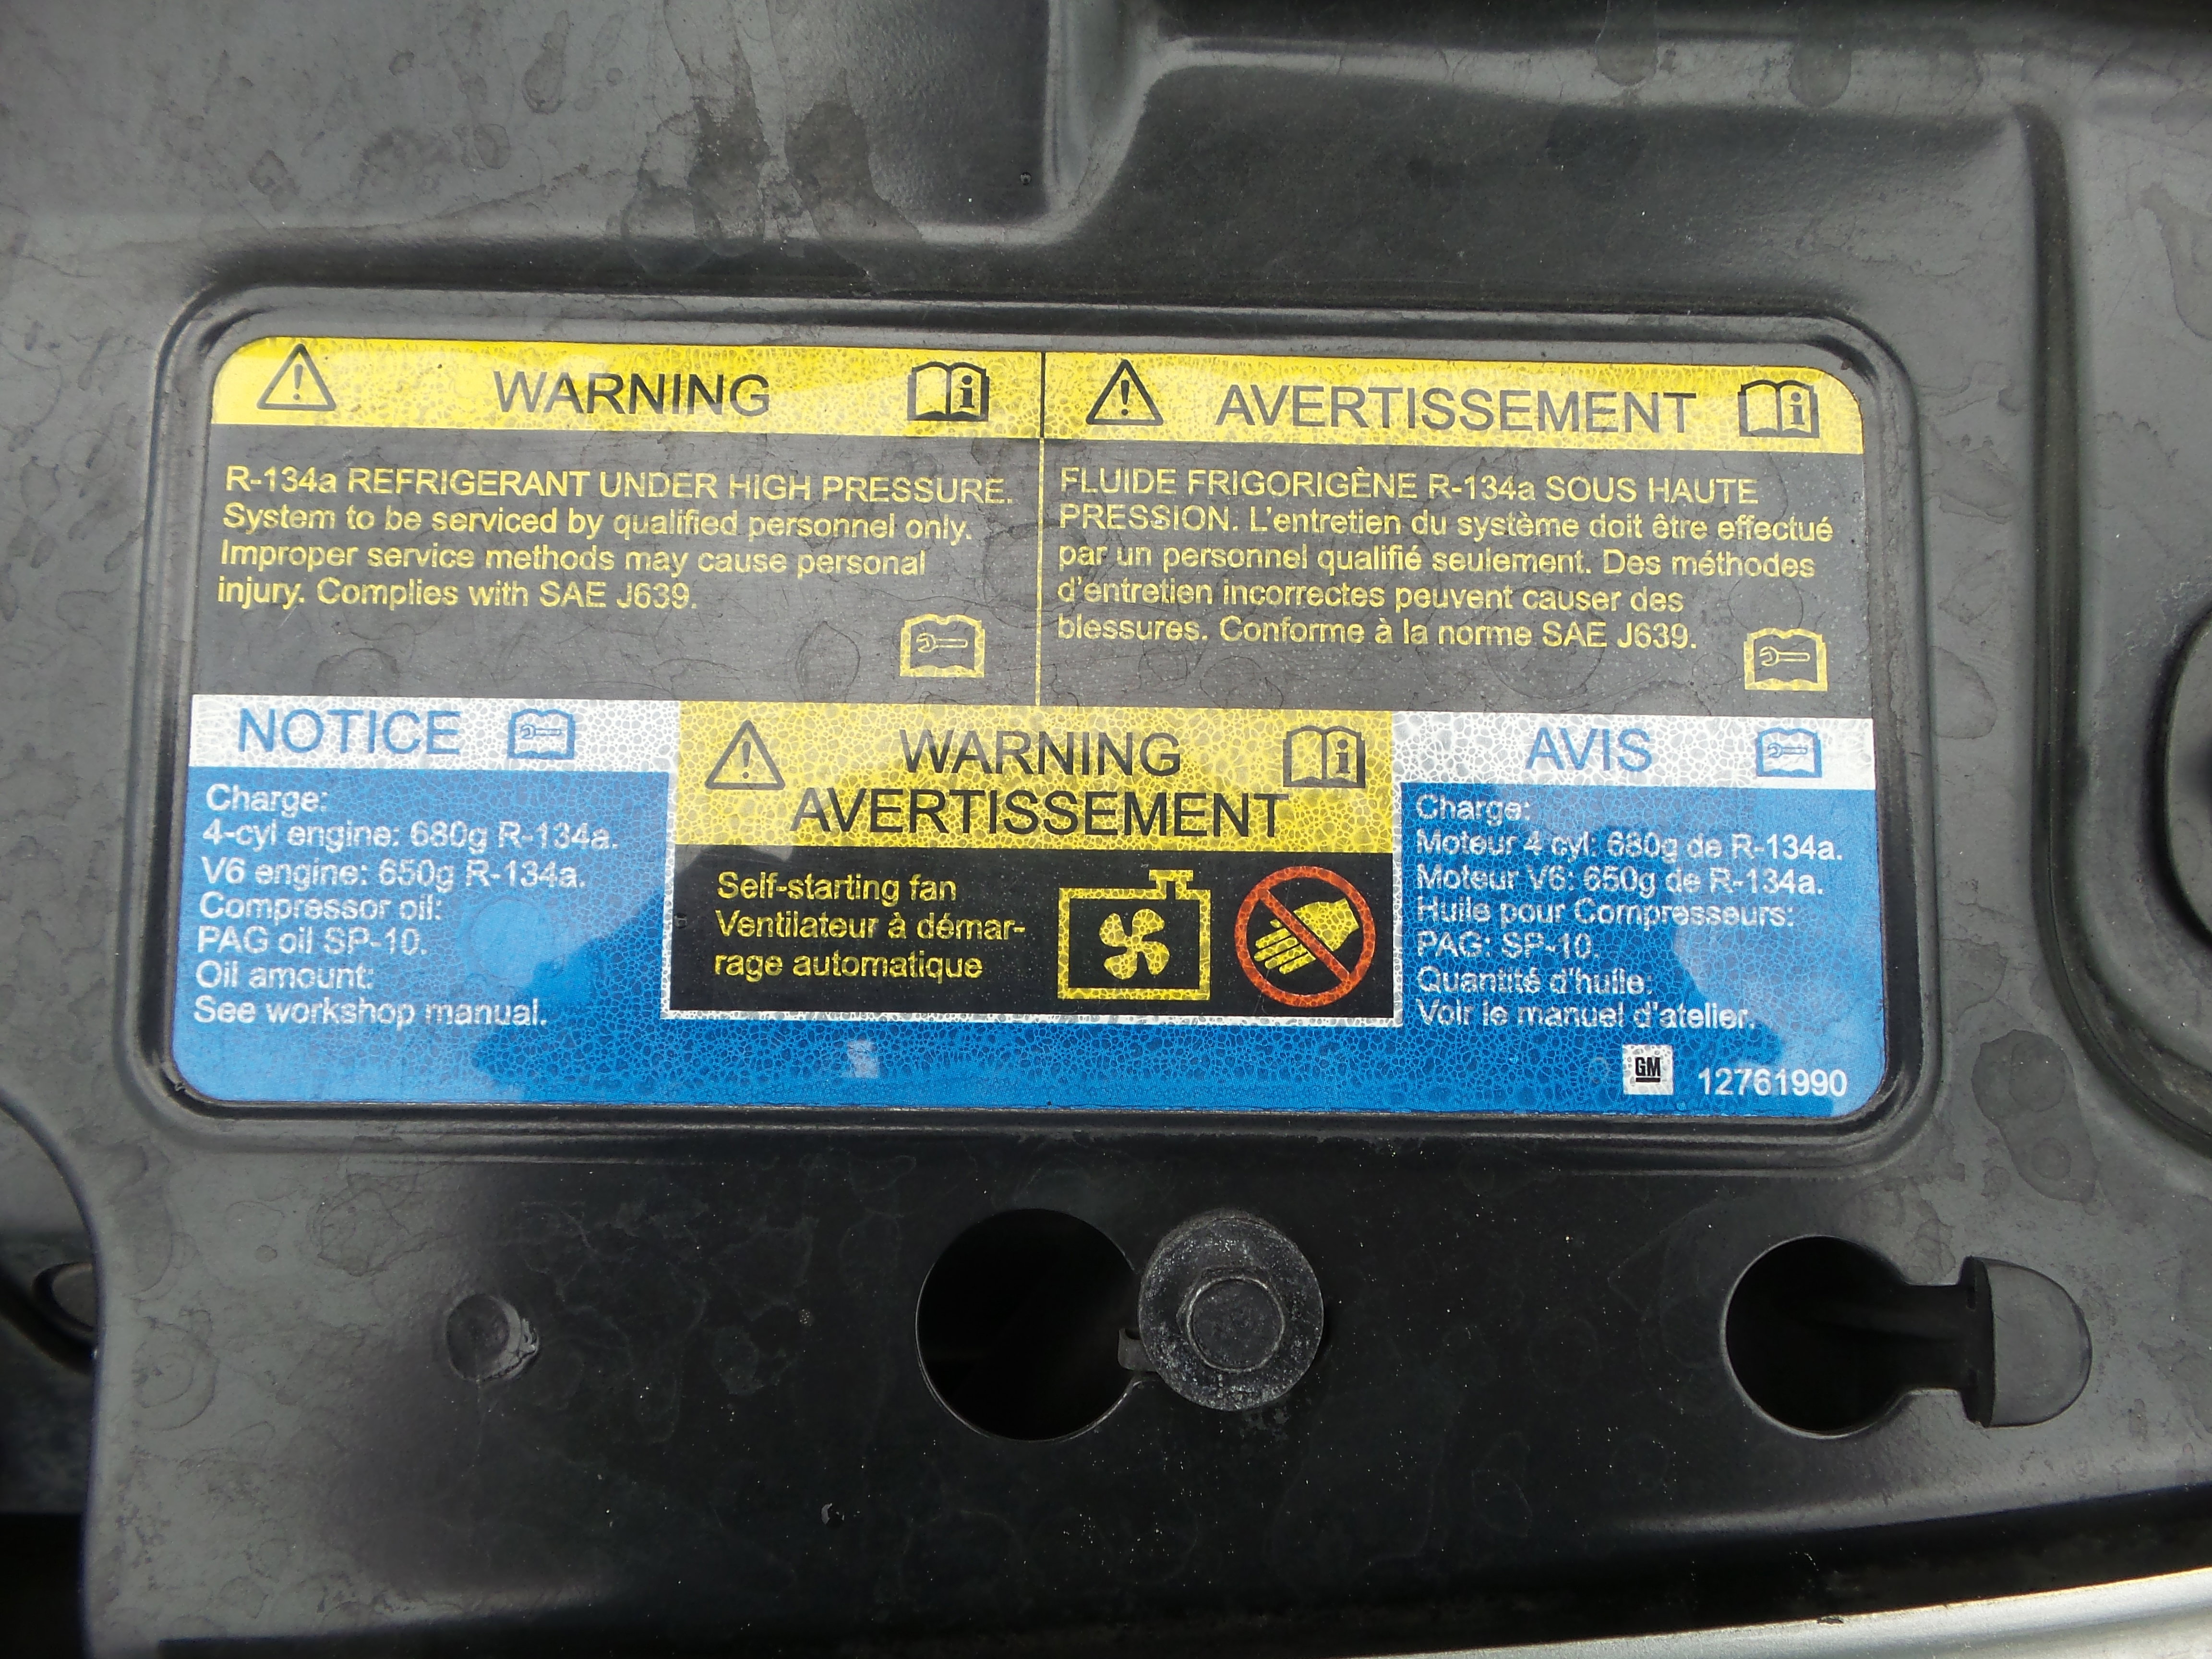 WARNING
R-134a REFRIGERANT UNDER HIGH PRESSURE.
System to be serviced by qualified personnel only.
Improper service methods may cause personal
injury. Complies with SAE J639.
AVERTISSEMENT
FLUIDE FRIGORIGÈNE R-134a SOUS HAUTE
PRESSION. L'entretien du système doit être effectué
par un personnel qualifié seulement. Des méthodes
d'entretien incorrectes peuvent causer des
blessures. Conforme à la norme SAE J639.
NOTICE
Charge:
4-cyl engine: 680g R-134a.
V6 engine: 650g R-134a.
Compressor oil:
PAG oil SP-10.
Oil amount:
See workshop manual.
WARNING
AVERTISSEMENT
Self-starting fan
Ventilateur à démar-
rage automatique
AVIS
Charge:
Moteur 4 cyl: 680g de R-134a.
Moteur V6: 650g de R-134a.
Huile pour Compresseurs:
PAG: SP-10.
Quantité d'huile:
Voir le manuel d'atelier.
GM 12761990